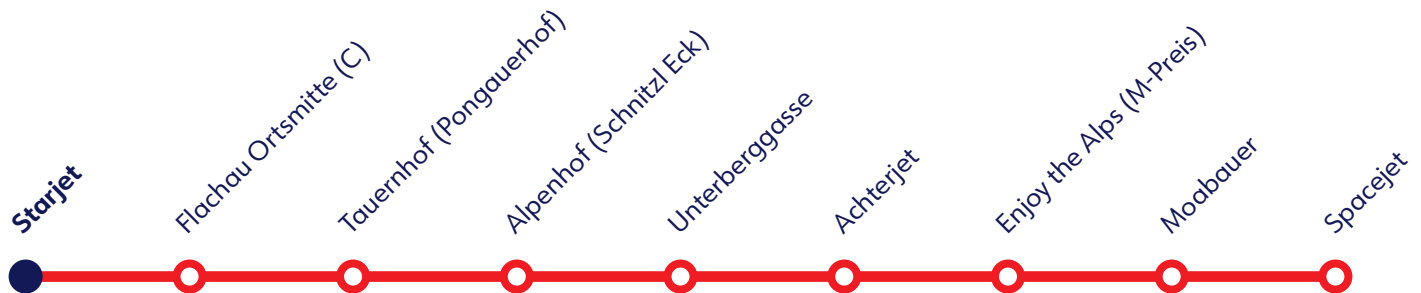 Starjet
Flachau Ortsmitte (C)
Tauernhof (Pongauerhof)
Alpenhof (Schnitzl Eck)
Unterberggasse
Achterjet
Enjoy the Alps (M-Preis)
Moabauer
Spacejet